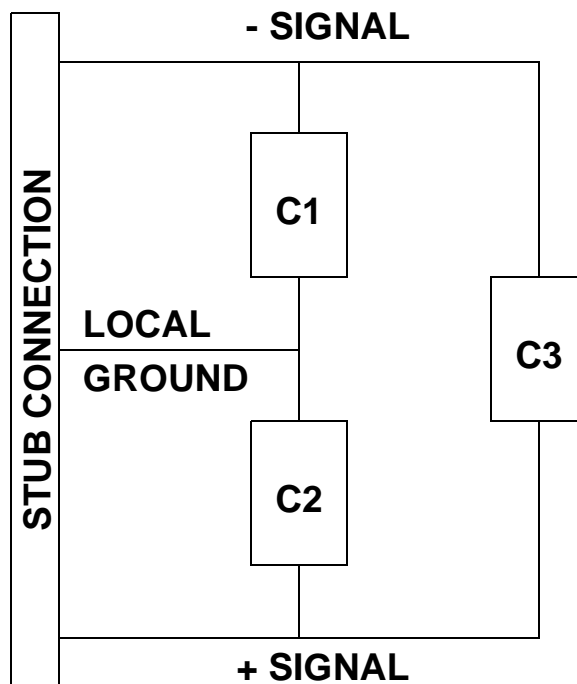 - SIGNAL
STUB CONNECTION
C1
LOCAL
GROUND
C3
C2
+ SIGNAL